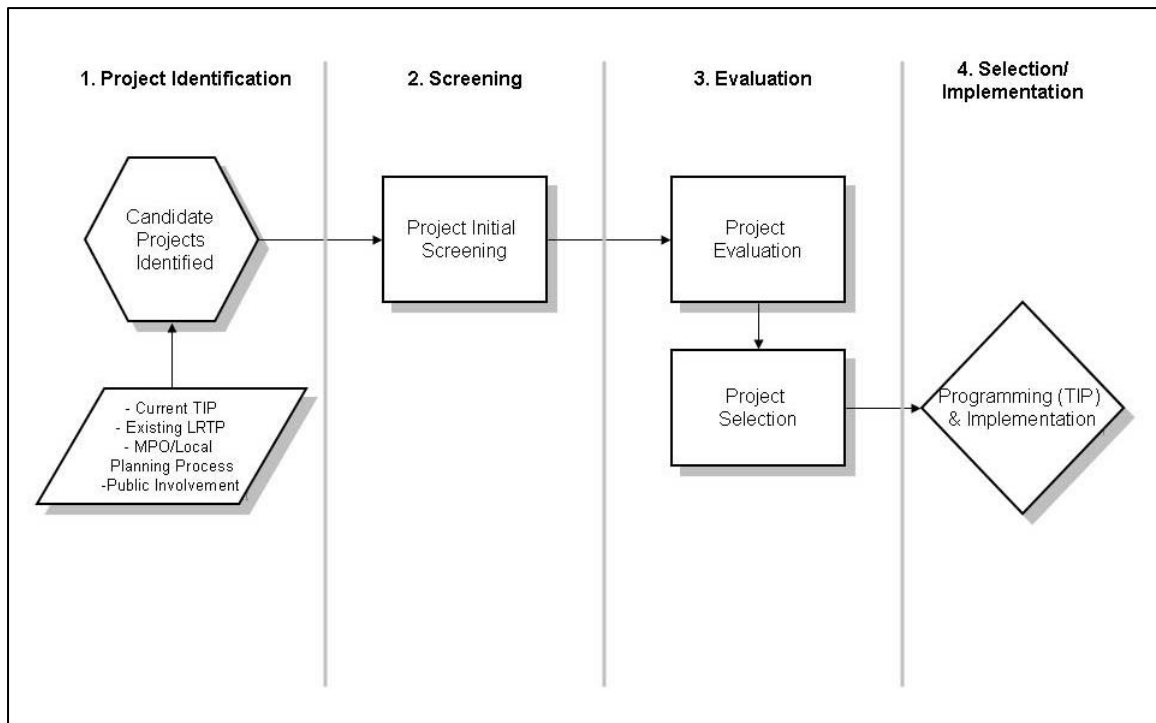 1. Project Identification
2. Screening
3. Evaluation
4. Selection/
Implementation
Candidate
Projects
Identified
Project Initial
Screening
Project
Evaluation
- Current TIP
- Existing LRTP
- MPO/Local
Planning Process
-Public Involvement
Project
Selection
Programming (TIP)
& Implementation